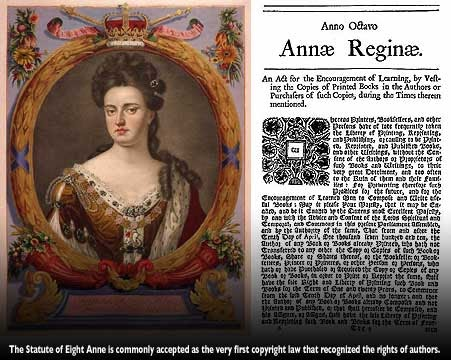 Anno Octavo
Annæ Reginæ.
An Act for the Encouragement of Learning, by Veſt-
ing the Copies of Printed Books in the Authors or
Purchaſers of ſuch Copies, during the Times therein
mentioned.
Whereas Printers, Bookſellers, and other
Perſons have of late frequently taken
the Liberty of Printing, Reprinting,
and Publiſhing, or cauſing to be Print-
ed, Reprinted, and Publiſhed Books,
and other Writings, without the Con-
ſent of the Authors or Proprietors of
ſuch Books and Writings, to their
very great Detriment, and too often
to the Ruin of them and their Fami-
lies: For Preventing therefore ſuch
Practices for the future, and for the
Encouragement of Learned Men to Compoſe and Write uſe-
ful Books; May it pleaſe Your Majeſty, that it may be En-
acted, and be it Enacted by the Queens moſt Excellent Majeſty,
by and with the Advice and Conſent of the Lords Spiritual and
Temporal, and Commons in this preſent Parliament Aſſembled,
and by the Authority of the ſame, That from and after the
Tenth Day of April, One thouſand ſeven hundred and ten, the
Author of any Book or Books already Printed, who hath not
Transferred to any other the Copy or Copies of ſuch Book or
Books, Share or Shares thereof, or the Bookſeller or Book-
ſellers, Printer or Printers, or other Perſon or Perſons, who
hath or have Purchaſed or Acquired the Copy or Copies of any
Book or Books, in order to Print or Reprint the ſame, ſhall
have the ſole Right and Liberty of Printing ſuch Book and
Books for the Term of One and twenty Years, to Commence
from the ſaid Tenth Day of April, and no longer; and that
the Author of any Book or Books already Compoſed and not
Printed and Publiſhed, or that ſhall hereafter be Compoſed, and
his Aſſignee, or Aſſigns, ſhall have the ſole Liberty of Printing
and Reprinting ſuch Book and Books for the Term of Four-
The Statute of Eight Anne is commonly accepted as the very first copyright law that recognized the rights of authors.